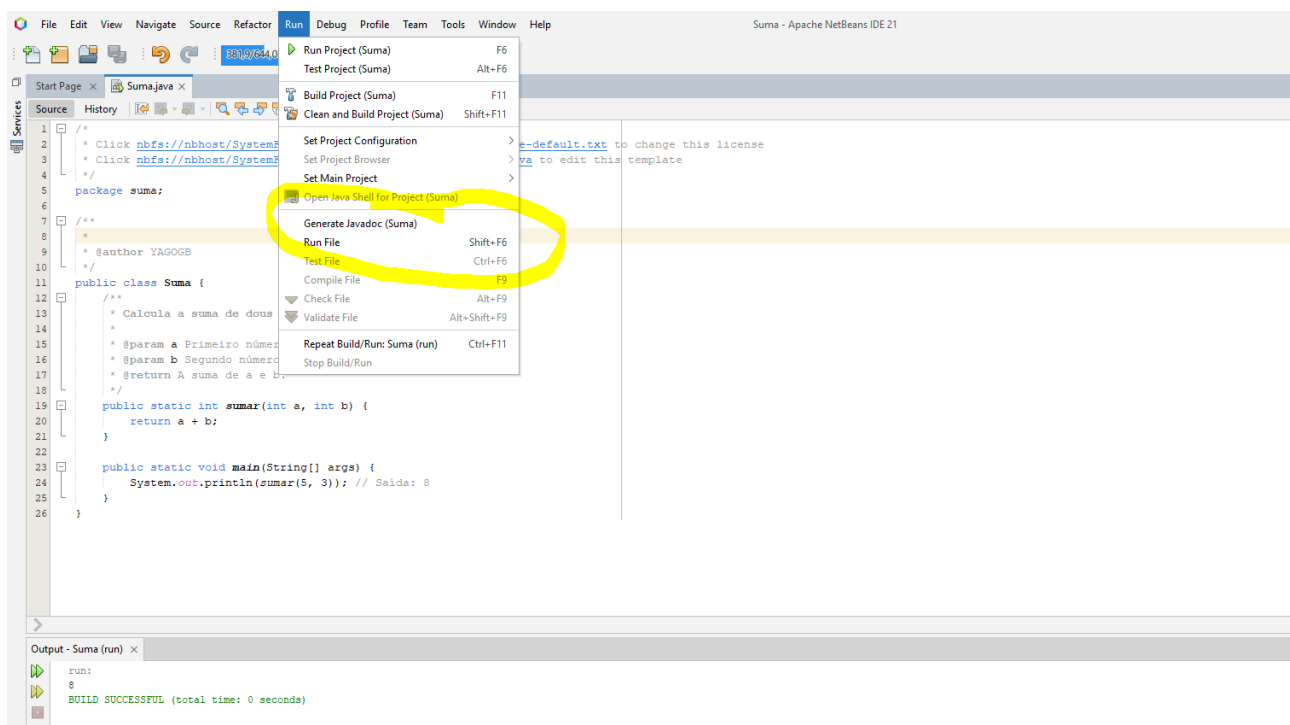 File Edit View Navigate Source Refactor Run Debug Profile Team Tools Window Help
Suma - Apache NetBeans IDE 21
381,9/644,0
Run Project (Suma) F6
Test Project (Suma) Alt+F6
Build Project (Suma) F11
Clean and Build Project (Suma) Shift+F11
Set Project Configuration
Set Project Browser
Set Main Project
Open Java Shell for Project (Suma)
Generate Javadoc (Suma)
Run File Shift+F6
Test File Ctrl+F6
Compile File F9
Check File Alt+F9
Validate File Alt+Shift+F9
Repeat Build/Run: Suma (run) Ctrl+F11
Stop Build/Run
Services
Start Page Suma.java
Source History
1 /*
2 * Click nbfs://nbhost/System e-default.txt to change this license
3 * Click nbfs://nbhost/System va to edit this template
4 */
5 package suma;
6
7 /**
8 *
9 * @author YAGOGB
10 */
11 public class Suma {
12 /**
13 * Calcula a suma de dous
14 *
15 * @param a Primeiro númer
16 * @param b Segundo número
17 * @return A suma de a e b.
18 */
19 public static int sumar(int a, int b) {
20 return a + b;
21 }
22
23 public static void main(String[] args) {
24 System.out.println(sumar(5, 3)); // Saída: 8
25 }
26 }
Output - Suma (run)
run:
8
BUILD SUCCESSFUL (total time: 0 seconds)